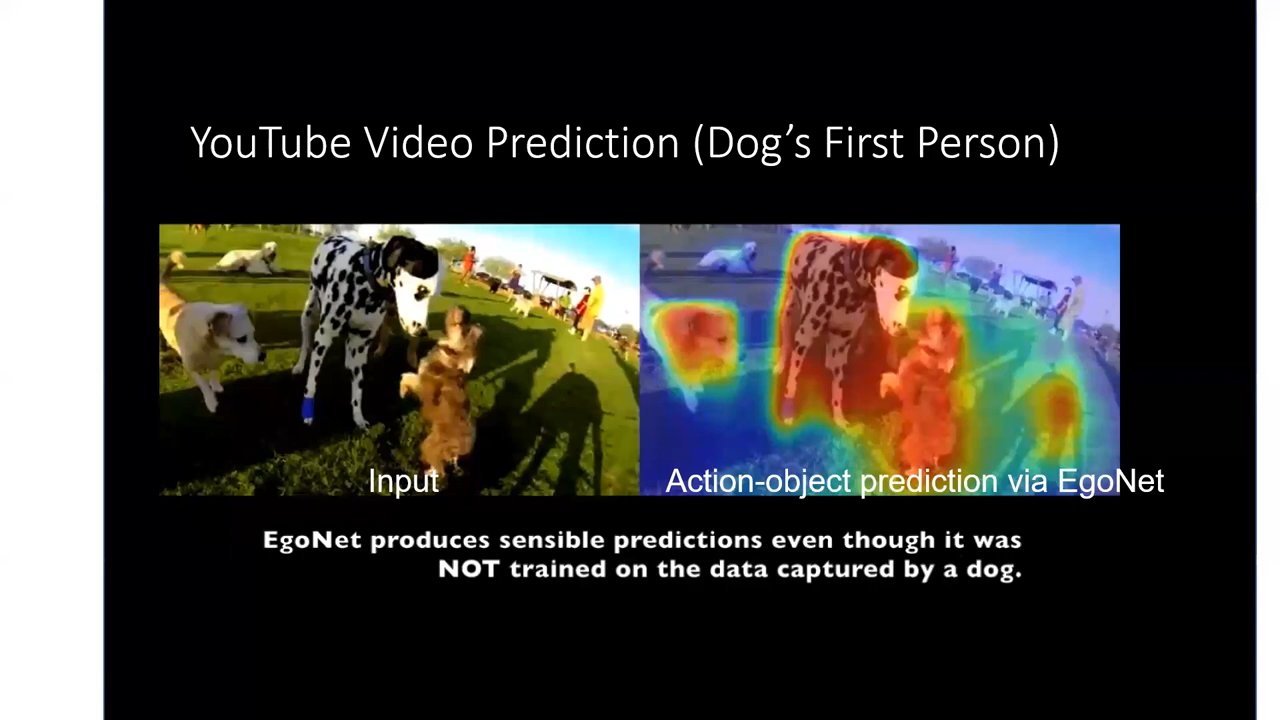 YouTube Video Prediction (Dog’s First Person)
Input
Action-object prediction via EgoNet
EgoNet produces sensible predictions even though it was
NOT trained on the data captured by a dog.